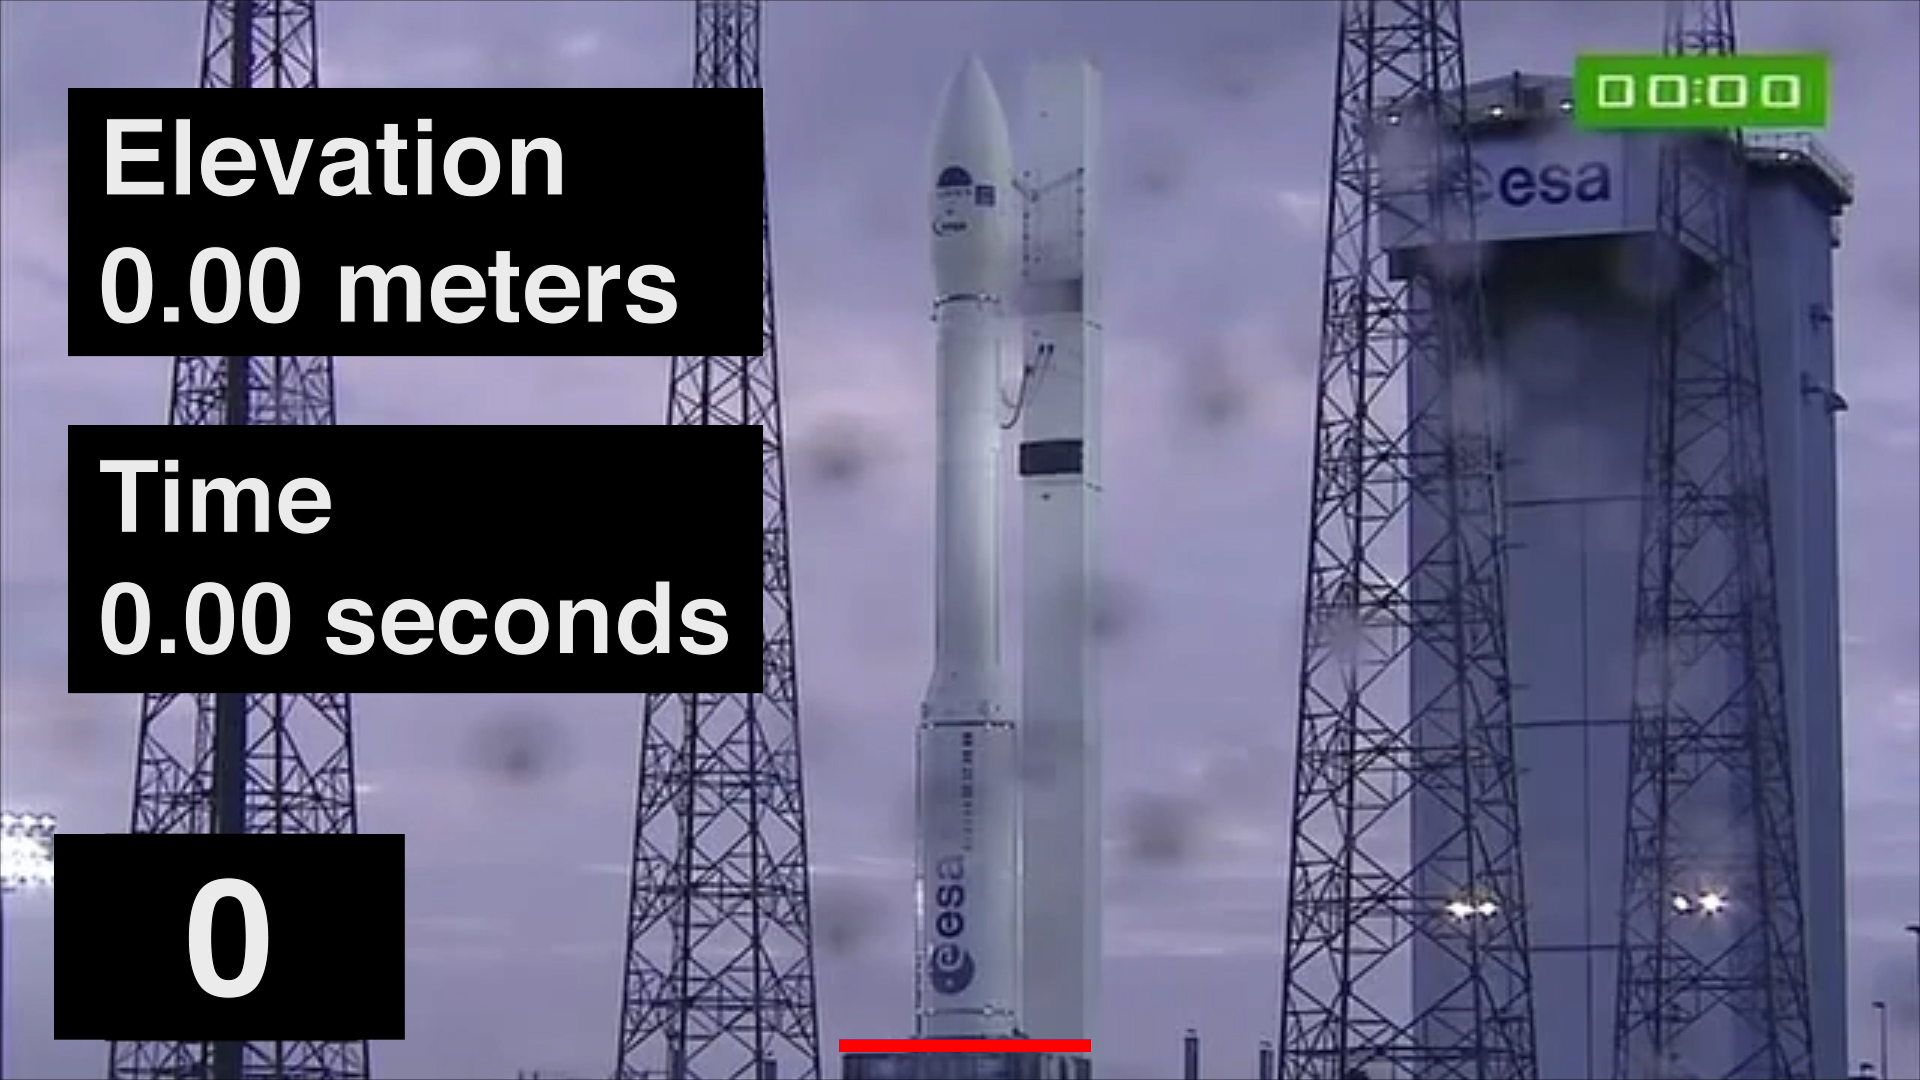 Elevation
0.00 meters
00:00
esa
Time
0.00 seconds
esa
0